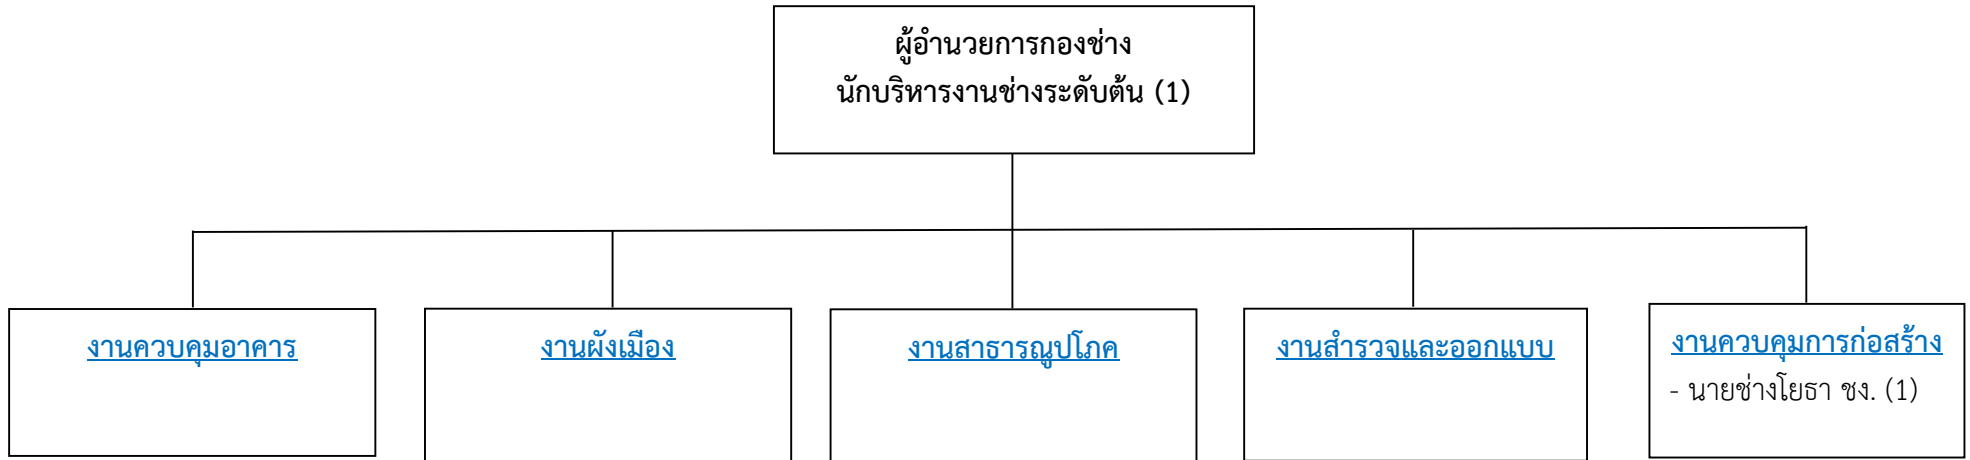 ผู้อำนวยการกองช่าง
นักบริหารงานช่างระดับต้น (1)
งานควบคุมอาคาร
งานผังเมือง
งานสาธารณูปโภค
งานสำรวจและออกแบบ
งานควบคุมการก่อสร้าง
- นายช่างโยธา ชง. (1)